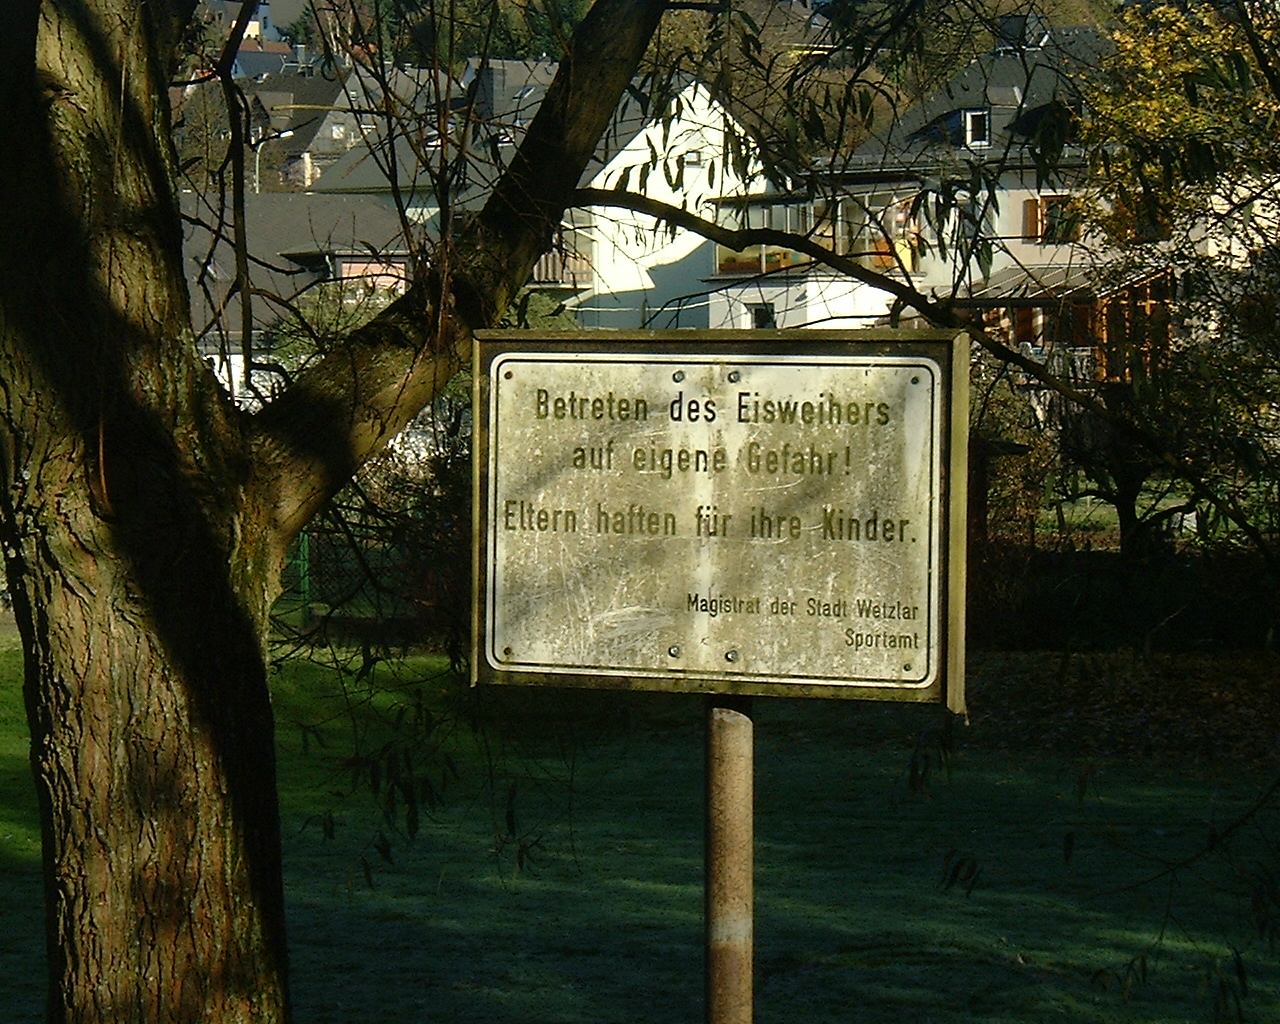 Betreten des Eisweihers
auf eigene Gefahr!
Eltern haften für ihre Kinder.
Magistrat der Stadt Wetzlar
Sportamt